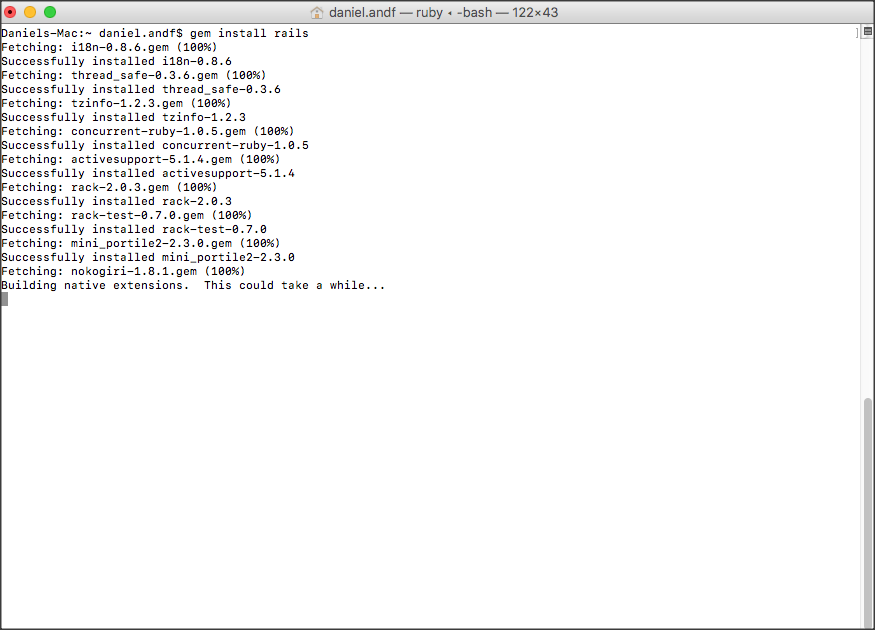 daniel.andf — ruby ◂ -bash — 122×43
Daniels-Mac:~ daniel.andf$ gem install rails
Fetching: i18n-0.8.6.gem (100%)
Successfully installed i18n-0.8.6
Fetching: thread_safe-0.3.6.gem (100%)
Successfully installed thread_safe-0.3.6
Fetching: tzinfo-1.2.3.gem (100%)
Successfully installed tzinfo-1.2.3
Fetching: concurrent-ruby-1.0.5.gem (100%)
Successfully installed concurrent-ruby-1.0.5
Fetching: activesupport-5.1.4.gem (100%)
Successfully installed activesupport-5.1.4
Fetching: rack-2.0.3.gem (100%)
Successfully installed rack-2.0.3
Fetching: rack-test-0.7.0.gem (100%)
Successfully installed rack-test-0.7.0
Fetching: mini_portile2-2.3.0.gem (100%)
Successfully installed mini_portile2-2.3.0
Fetching: nokogiri-1.8.1.gem (100%)
Building native extensions.  This could take a while...